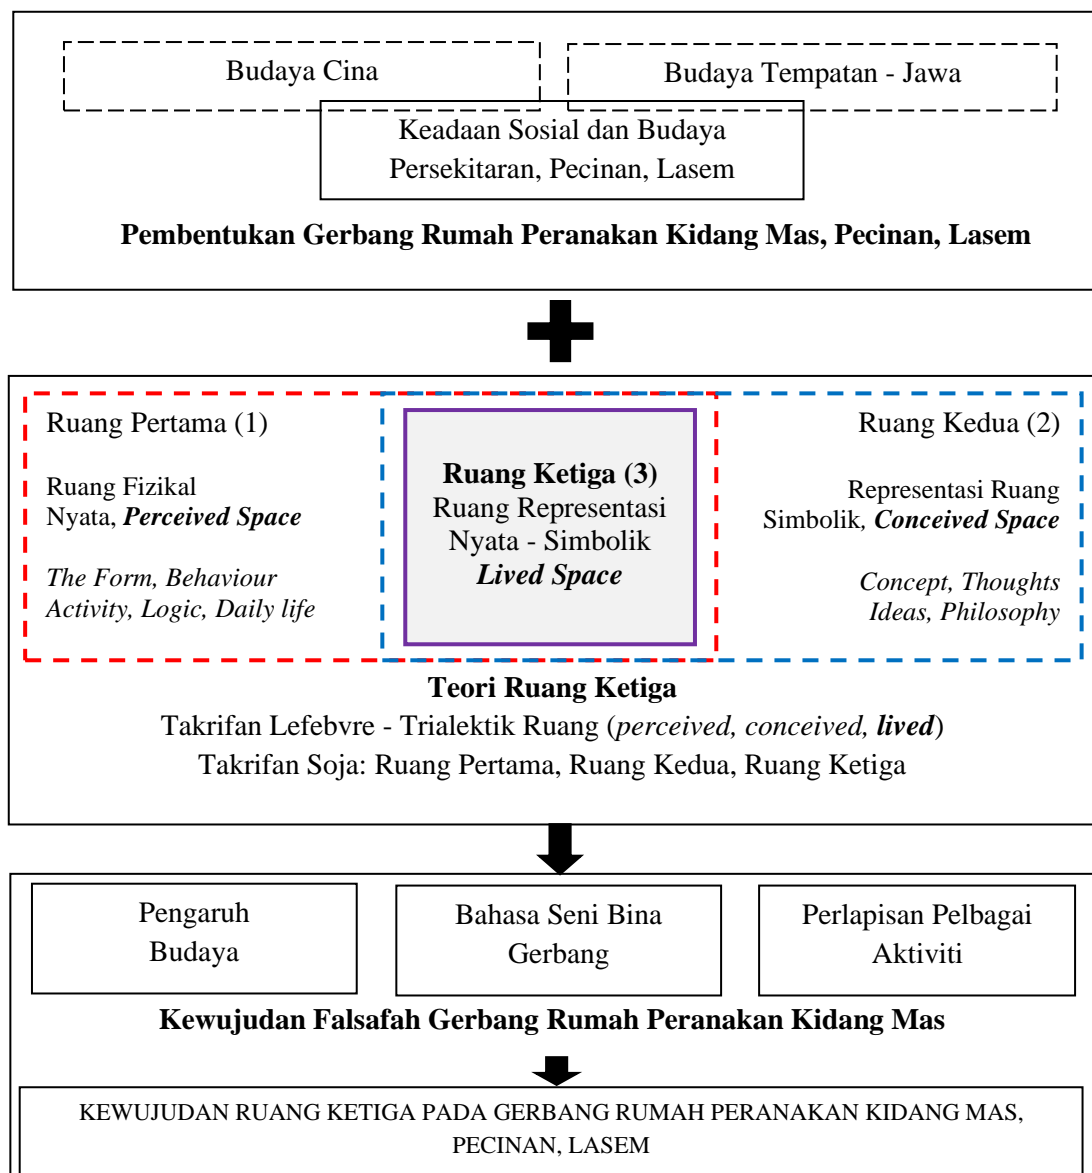 Budaya Cina
Budaya Tempatan - Jawa
Keadaan Sosial dan Budaya
Persekitaran, Pecinan, Lasem
Pembentukan Gerbang Rumah Peranakan Kidang Mas, Pecinan, Lasem
Ruang Pertama (1)
Ruang Fizikal
Nyata, Perceived Space
The Form, Behaviour
Activity, Logic, Daily life
Ruang Ketiga (3)
Ruang Representasi
Nyata - Simbolik
Lived Space
Ruang Kedua (2)
Representasi Ruang
Simbolik, Conceived Space
Concept, Thoughts
Ideas, Philosophy
Teori Ruang Ketiga
Takrifan Lefebvre - Trialektik Ruang (perceived, conceived, lived)
Takrifan Soja: Ruang Pertama, Ruang Kedua, Ruang Ketiga
Pengaruh
Budaya
Bahasa Seni Bina
Gerbang
Perlapisan Pelbagai
Aktiviti
Kewujudan Falsafah Gerbang Rumah Peranakan Kidang Mas
KEWUJUDAN RUANG KETIGA PADA GERBANG RUMAH PERANAKAN KIDANG MAS,
PECINAN, LASEM